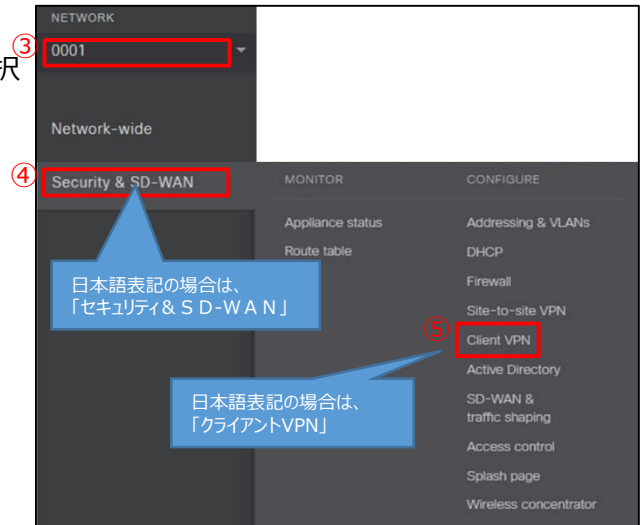 NETWORK
③
0001
択
Network-wide
④
Security & SD-WAN
MONITOR
CONFIGURE
Appliance status
Addressing & VLANs
Route table
DHCP
日本語表記の場合は、
「セキュリティ&SD-WAN」
Firewall
Site-to-site VPN
⑤
Client VPN
Active Directory
日本語表記の場合は、
「クライアントVPN」
SD-WAN &
traffic shaping
Access control
Splash page
Wireless concentrator